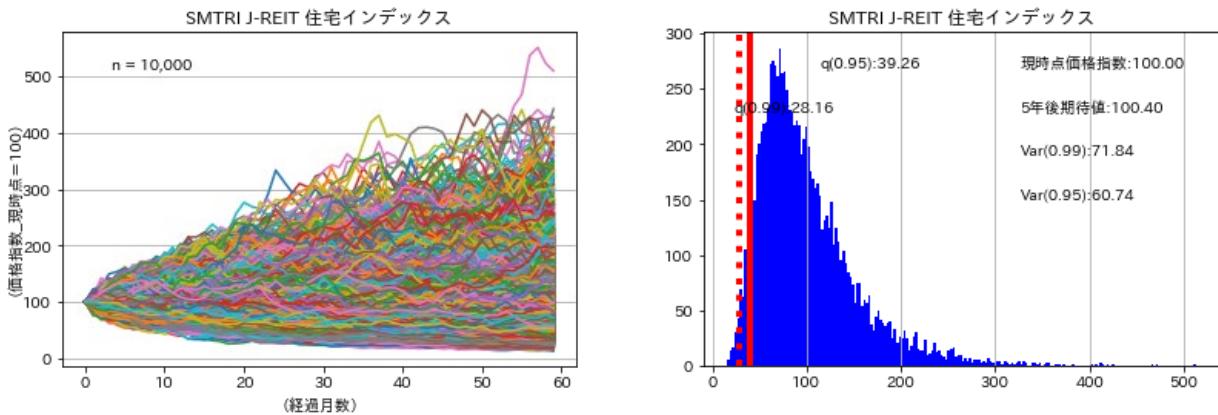 SMTRI J-REIT 住宅インデックス
n = 10,000
(価格指数_現時点=100)
500
400
300
200
100
0
0 10 20 30 40 50 60
(経過月数)
SMTRI J-REIT 住宅インデックス
300
250
200
150
100
50
0
q(0.95):39.26
q(0.99):28.16
現時点価格指数:100.00
5年後期待値:100.40
Var(0.99):71.84
Var(0.95):60.74
0 100 200 300 400 500